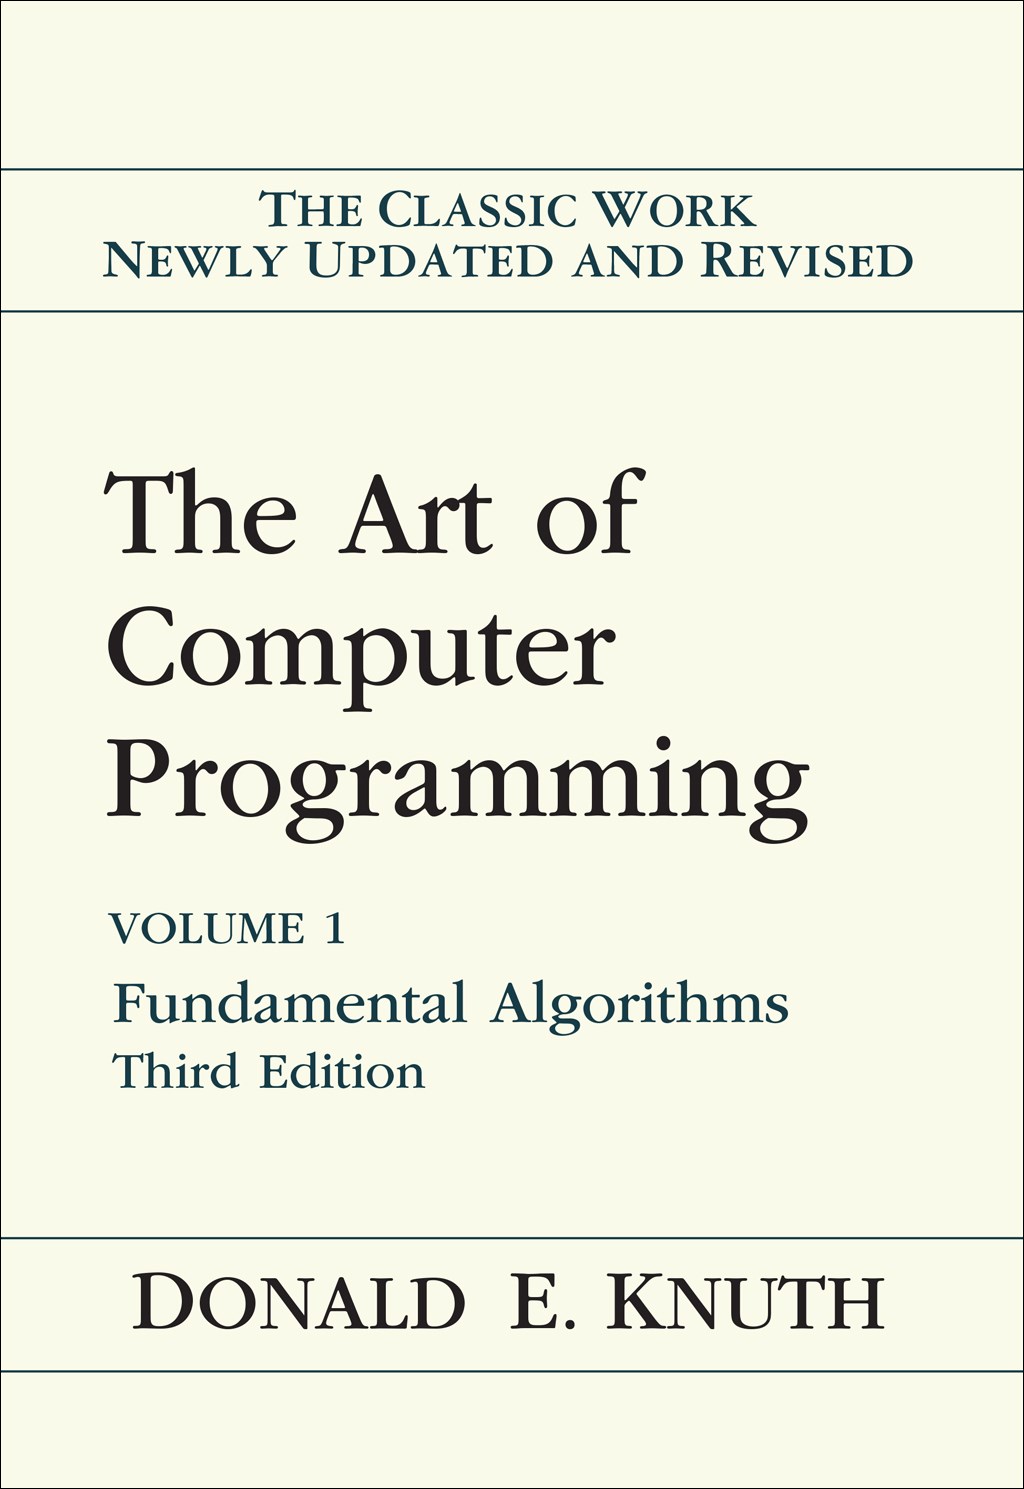 THE CLASSIC WORK
NEWLY UPDATED AND REVISED
The Art of
Computer
Programming
VOLUME 1
Fundamental Algorithms
Third Edition
DONALD E. KNUTH